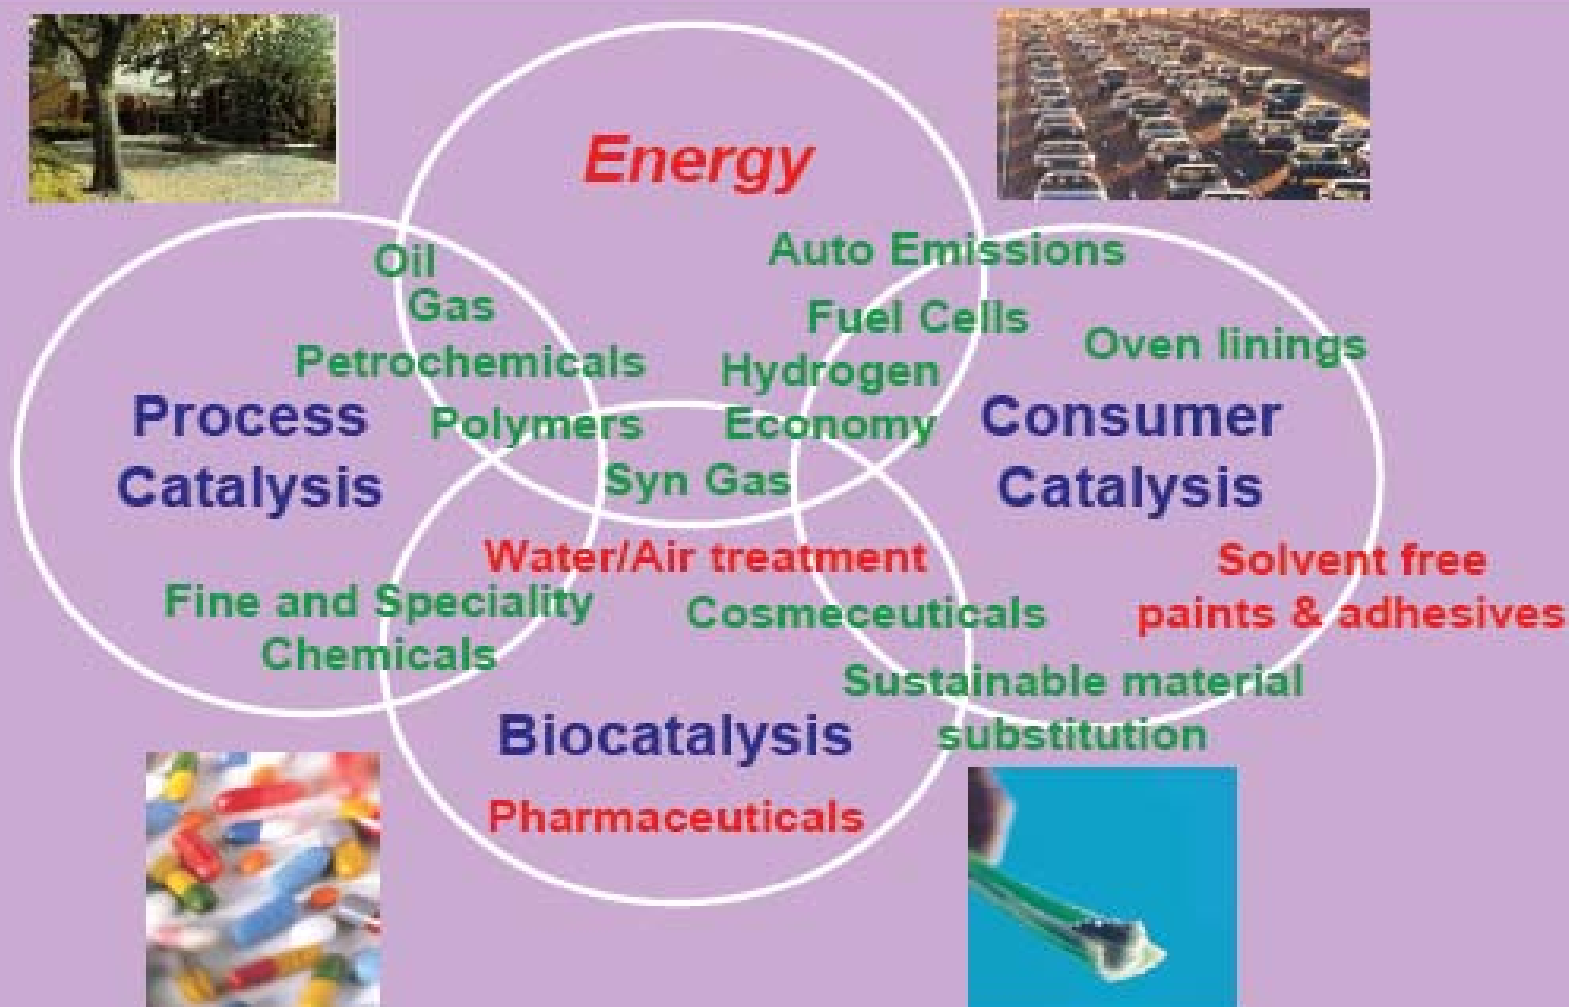 Energy
Oil
Gas
Petrochemicals
Polymers
Auto Emissions
Fuel Cells
Hydrogen
Economy
Oven linings
Syn Gas
Process
Catalysis
Consumer
Catalysis
Water/Air treatment
Fine and Speciality
Chemicals
Cosmeceuticals
Solvent free
paints & adhesives
Sustainable material
substitution
Biocatalysis
Pharmaceuticals